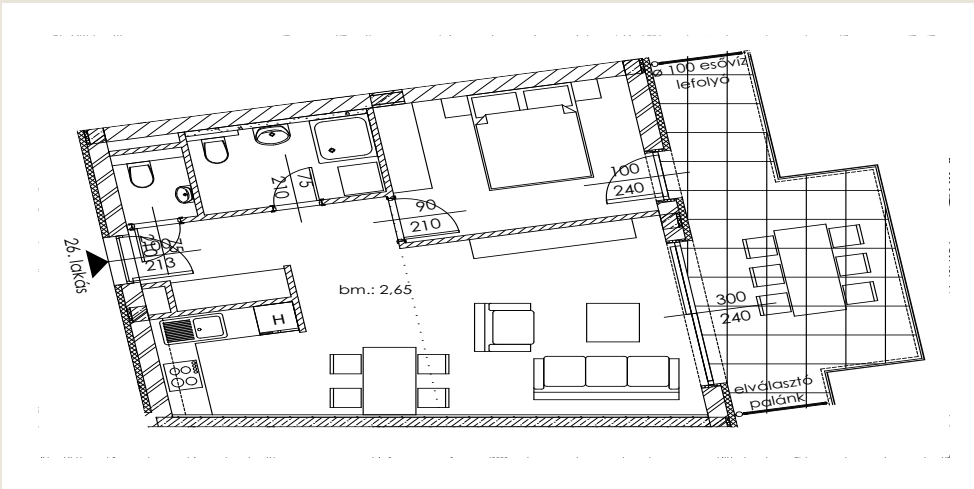 ø 100 esővíz
lefolyó
75
210
100
240
90
210
75
213
26. lakás
bm.: 2,65
300
240
H
elválasztó
palánk